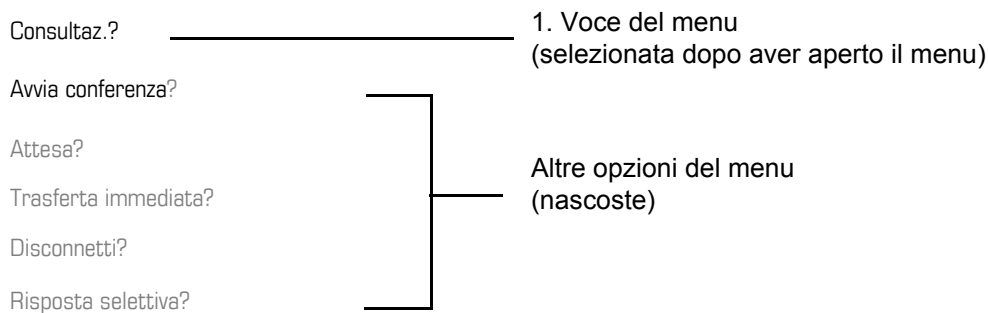 Consultaz.?
1. Voce del menu
(selezionata dopo aver aperto il menu)
Avvia conferenza?
Attesa?
Trasferta immediata?
Disconnetti?
Risposta selettiva?
Altre opzioni del menu
(nascoste)